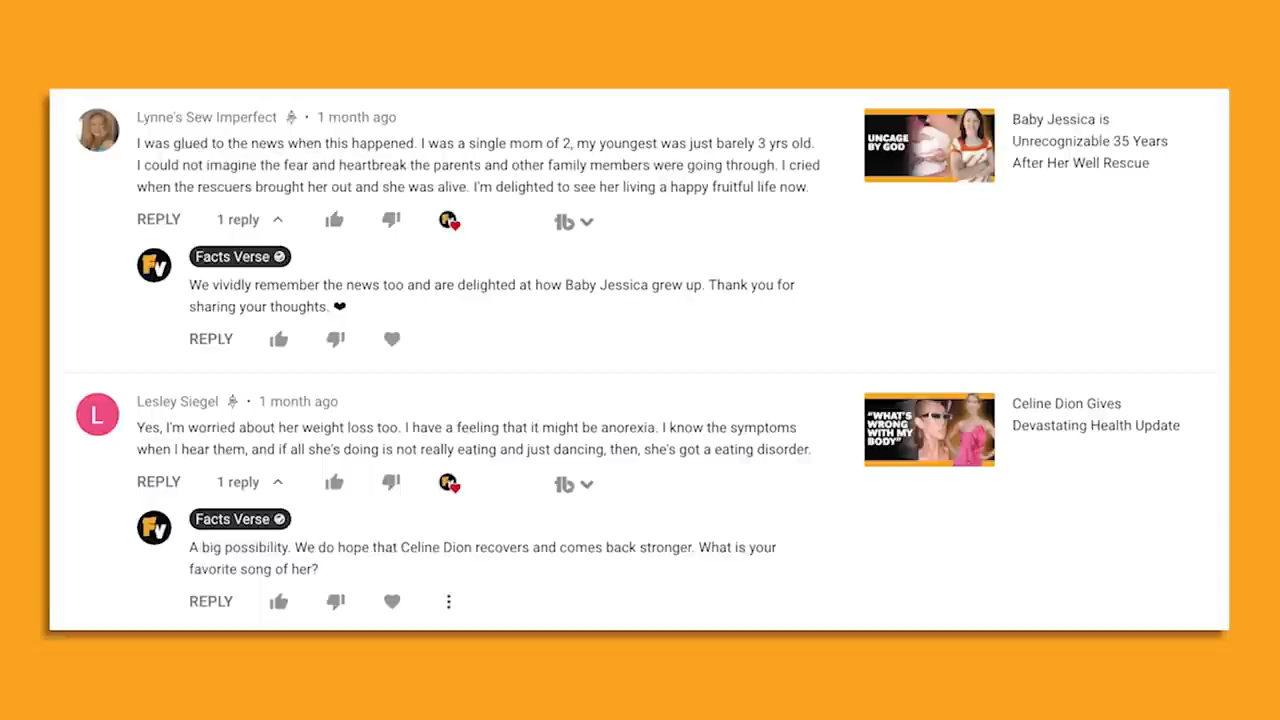 Lynne's Sew Imperfect • 1 month ago
I was glued to the news when this happened. I was a single mom of 2, my youngest was just barely 3 yrs old.
I could not imagine the fear and heartbreak the parents and other family members were going through. I cried
when the rescuers brought her out and she was alive. I'm delighted to see her living a happy fruitful life now.
REPLY 1 reply
Facts Verse
We vividly remember the news too and are delighted at how Baby Jessica grew up. Thank you for
sharing your thoughts. ❤
REPLY
UNCAGE
BY GOD
Baby Jessica is
Unrecognizable 35 Years
After Her Well Rescue
L
Lesley Siegel • 1 month ago
Yes, I'm worried about her weight loss too. I have a feeling that it might be anorexia. I know the symptoms
when I hear them, and if all she's doing is not really eating and just dancing, then, she's got a eating disorder.
REPLY 1 reply
FV
Facts Verse
A big possibility. We do hope that Celine Dion recovers and comes back stronger. What is your
favorite song of her?
REPLY
"WHAT'S
WRONG
WITH MY
BODY"
Celine Dion Gives
Devastating Health Update